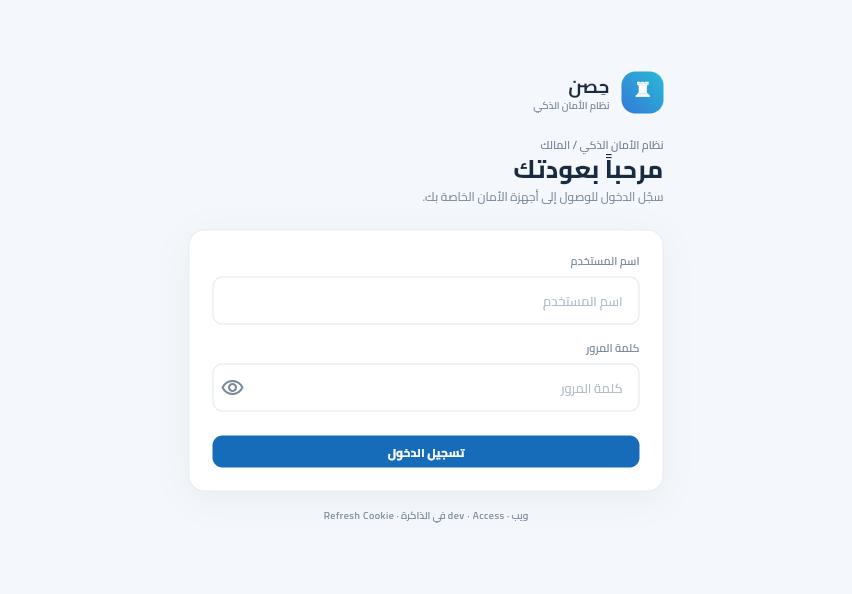 حِصن
نظام الأمان الذكي
نظام الأمان الذكي / المالك
مرحباً بعودتك
سجّل الدخول للوصول إلى أجهزة الأمان الخاصة بك.
اسم المستخدم
اسم المستخدم
كلمة المرور
كلمة المرور
تسجيل الدخول
ويب · dev · Access في الذاكرة · Refresh Cookie